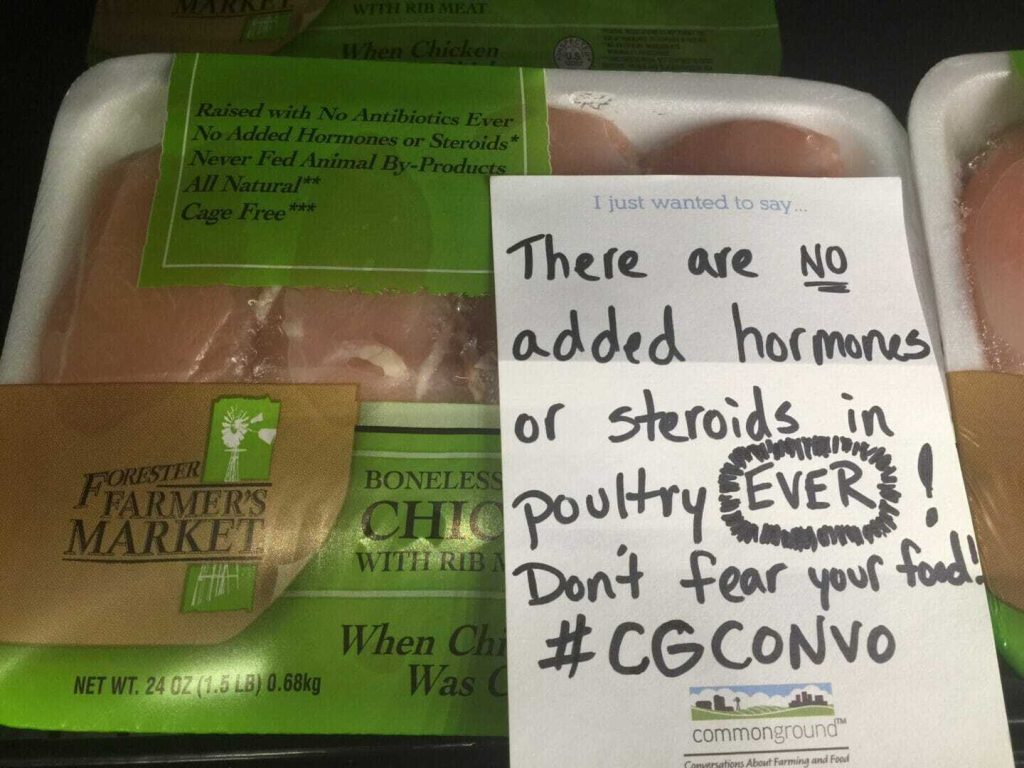 MARKET
WITH RIB MEAT
When Chicken
Raised with No Antibiotics Ever
No Added Hormones or Steroids*
Never Fed Animal By-Products
All Natural**
Cage Free***
I just wanted to say...
There are NO
added hormones
or steroids in
poultry EVER!
Don't fear your food!
#CGCONVO
commonground™
Conversations About Farming and Food
FORESTER
FARMER'S
MARKET
BONELESS
CHIC
WITH RIB M
When Chi
Was C
NET WT. 24 OZ (1.5 LB) 0.68kg